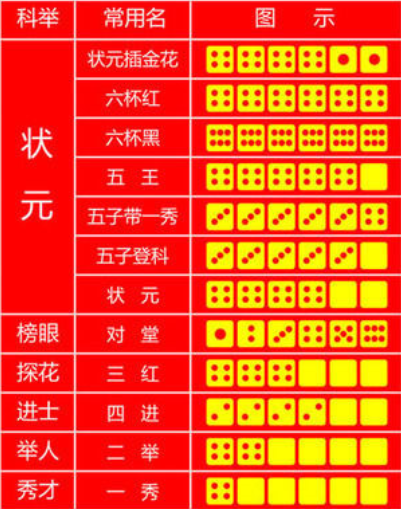 科举 常用名 图 示
状元
状元插金花
六杯红
六杯黑
五 王
五子带一秀
五子登科
状 元
榜眼 对 堂
探花 三 红
进士 四 进
举人 二 举
秀才 一 秀